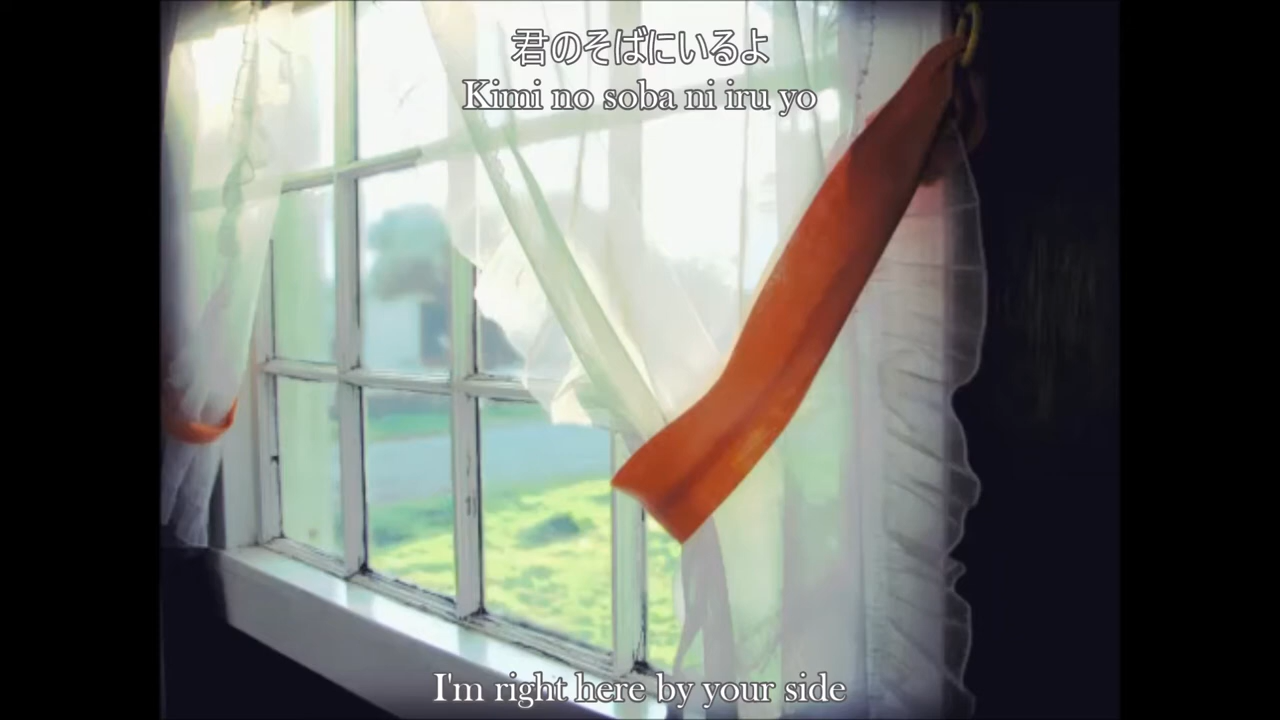 君のそばにいるよ
Kimi no soba ni iru yo
I'm right here by your side